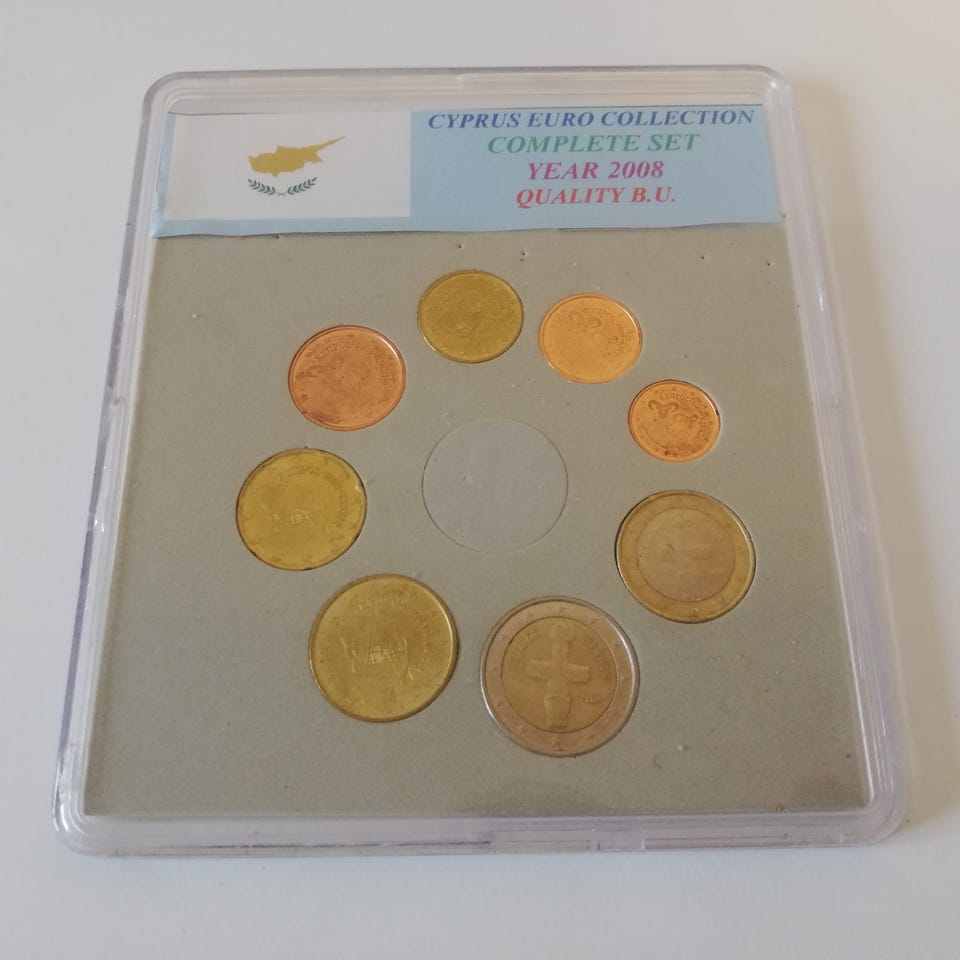 CYPRUS EURO COLLECTION
COMPLETE SET
YEAR 2008
QUALITY B.U.